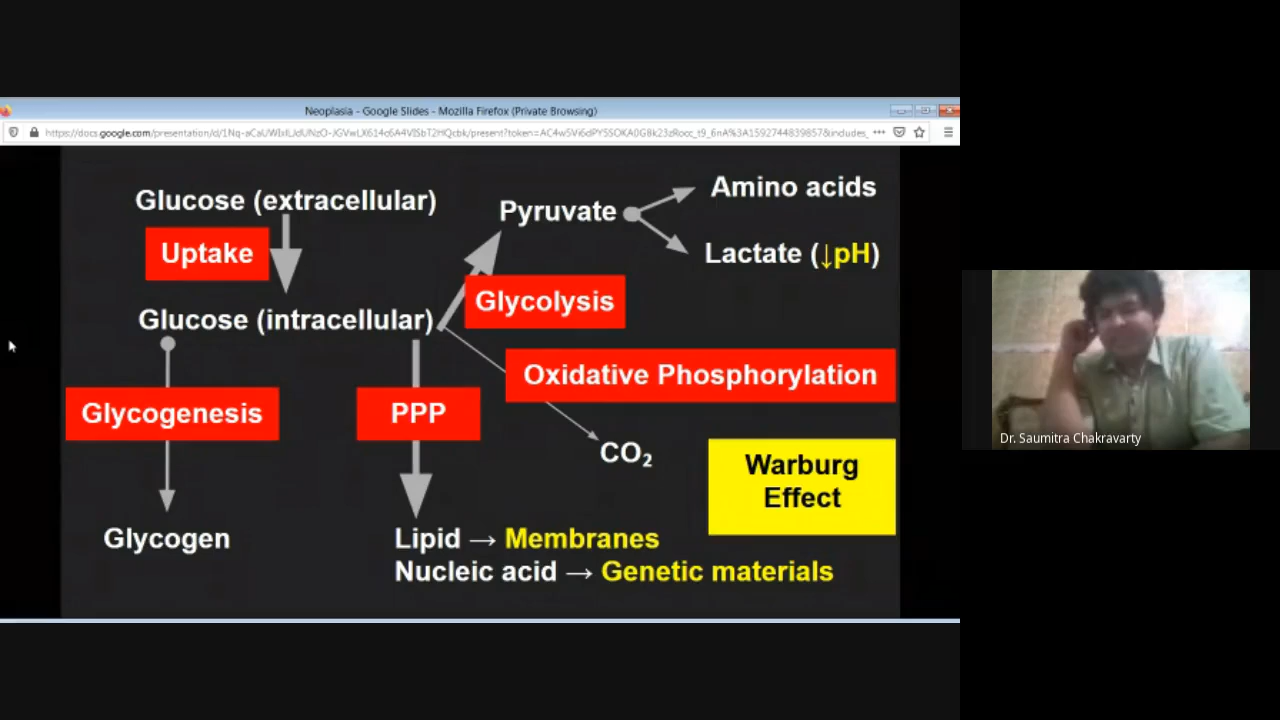 Neoplasia - Google Slides - Mozilla Firefox (Private Browsing)
Glucose (extracellular)
Uptake
Glucose (intracellular)
Pyruvate
Amino acids
Lactate (↓pH)
Glycolysis
Oxidative Phosphorylation
Glycogenesis
PPP
CO₂
Warburg
Effect
Glycogen
Lipid → Membranes
Nucleic acid → Genetic materials
Dr. Saumitra Chakravarty